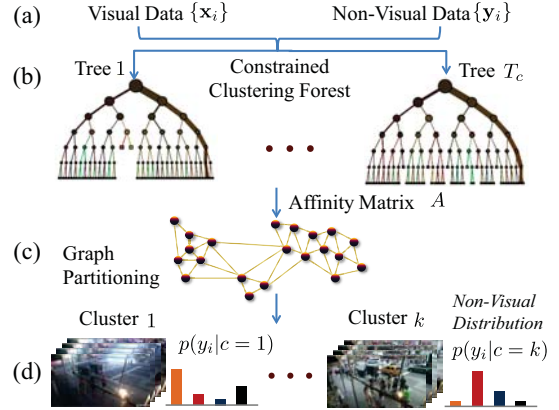 (a) Visual Data {x_i} Non-Visual Data {y_i}
(b) Tree 1 Constrained Clustering Forest Tree T_c
Affinity Matrix A
(c) Graph Partitioning
Cluster 1 Cluster k Non-Visual Distribution
(d) p(y_i|c = 1) p(y_i|c = k)